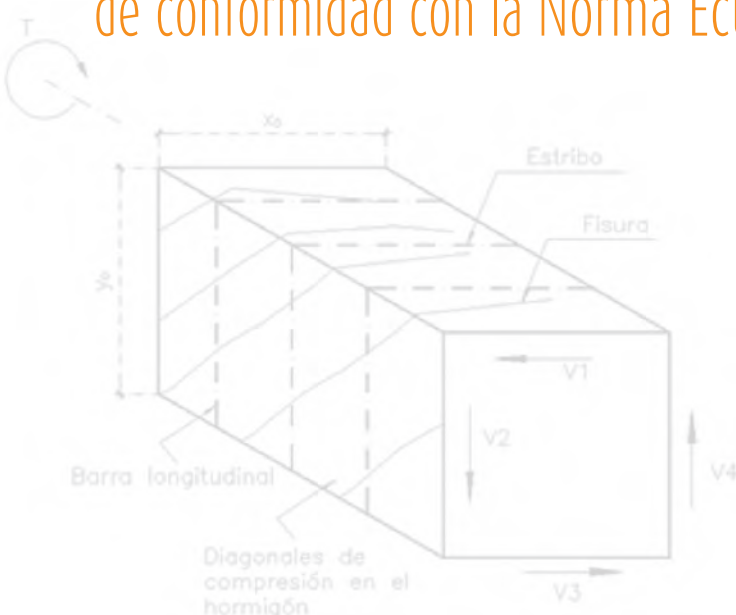 de conformidad con la Norma
T
x₀
Estribo
Fisura
y₀
V1
V2
V4
Barra longitudinal
Diagonales de
compresión en el
hormigón
V3